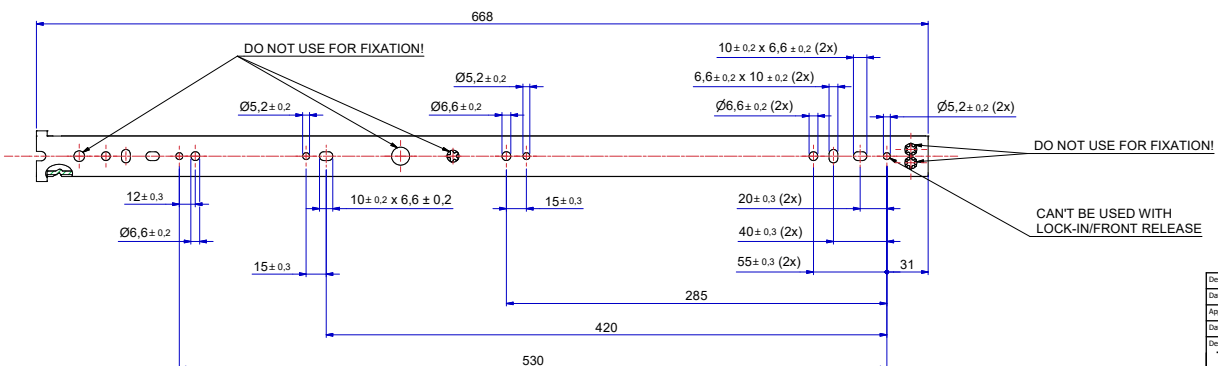 668
DO NOT USE FOR FIXATION!
10±0,2 x 6,6 ±0,2 (2x)
Ø5,2±0,2
6,6±0,2 x 10 ±0,2 (2x)
Ø5,2±0,2
Ø6,6±0,2
Ø6,6±0,2 (2x)
Ø5,2±0,2 (2x)
DO NOT USE FOR FIXATION!
12±0,3
10±0,2 x 6,6 ± 0,2
15±0,3
20±0,3 (2x)
CAN'T BE USED WITH
LOCK-IN/FRONT RELEASE
Ø6,6±0,2
40±0,3 (2x)
15±0,3
55±0,3 (2x)
31
285
420
530